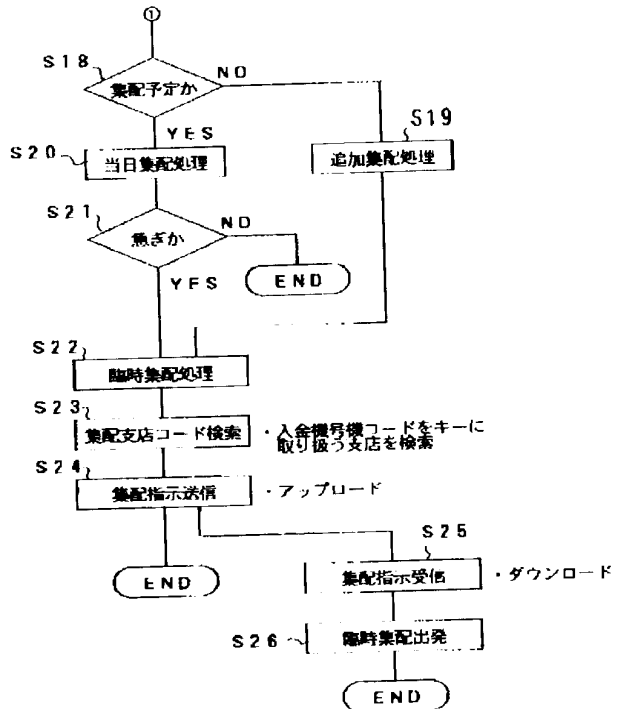 ①
S18
集配予定か
NO
YES
S19
追加集配処理
S20
当日集配処理
S21
急ぎか
NO
END
YES
S22
臨時集配処理
S23
集配支店コード検索
・入金機号機コードをキーに
取り扱う支店を検索
S24
集配指示送信
・アップロード
END
S25
集配指示受信
・ダウンロード
S26
臨時集配出発
END